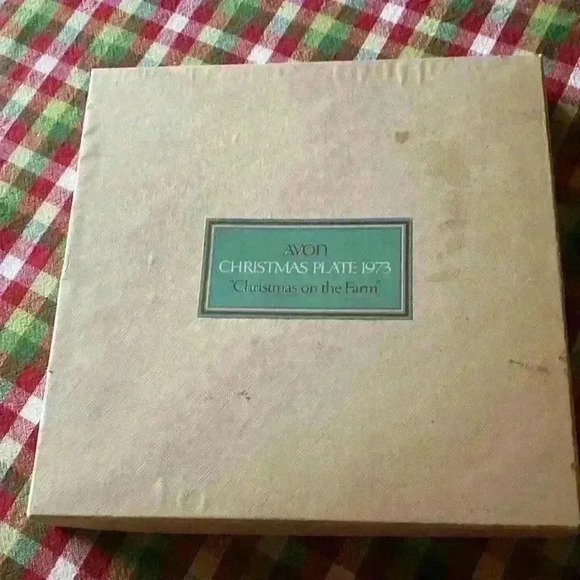 AVON
CHRISTMAS PLATE 1973
"Christmas on the Farm"